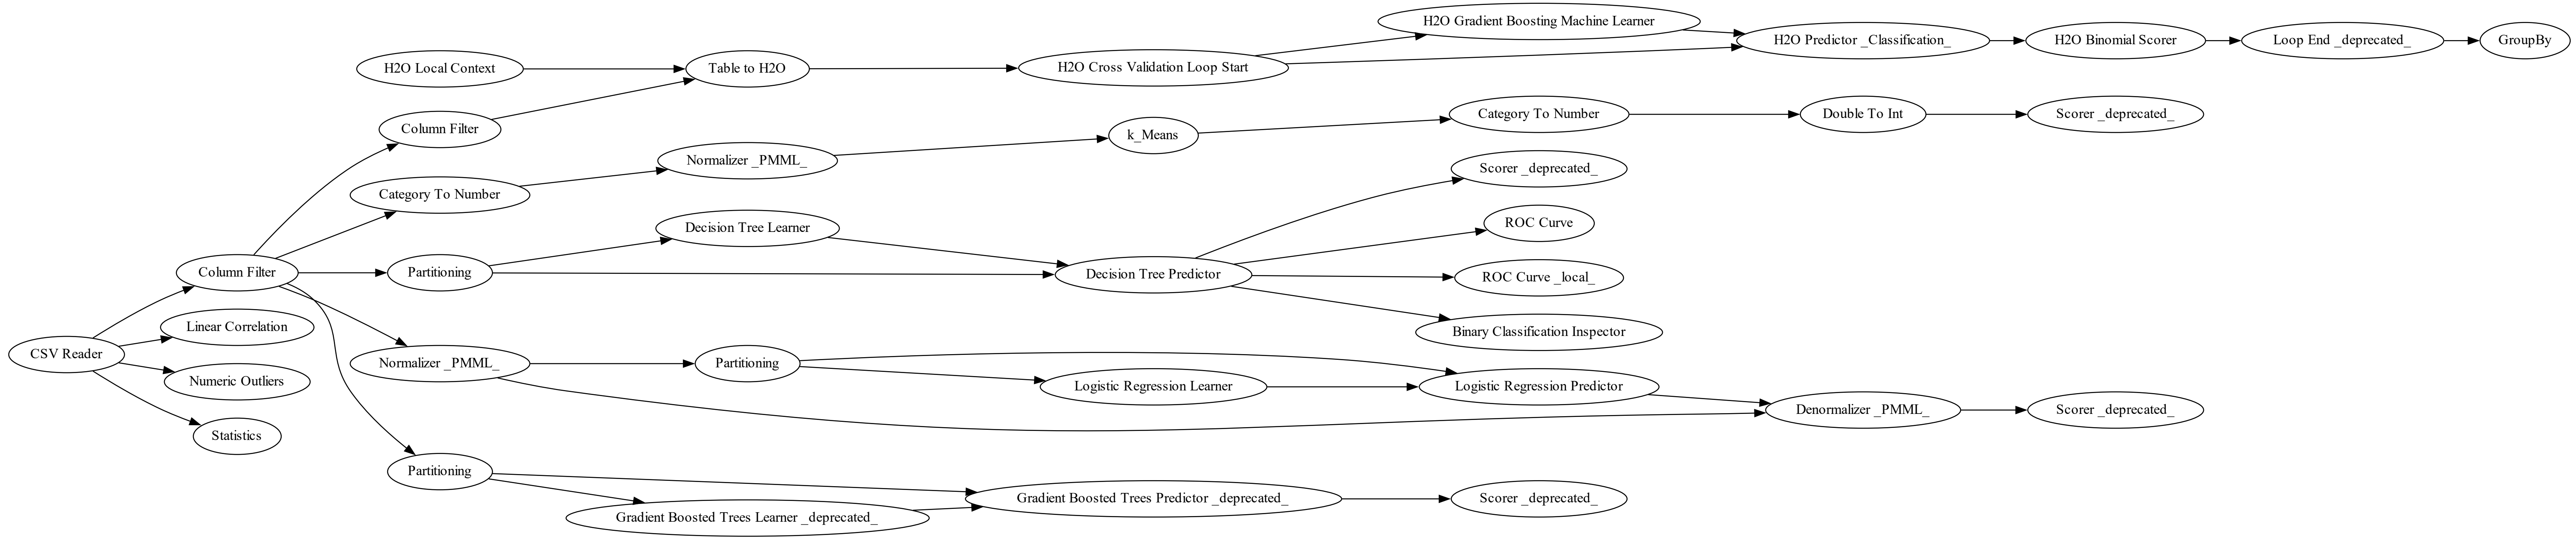 H2O Gradient Boosting Machine Learner
H2O Predictor _Classification_
H2O Binomial Scorer
Loop End _deprecated_
GroupBy
H2O Local Context
Table to H2O
H2O Cross Validation Loop Start
Column Filter
Category To Number
Double To Int
Scorer _deprecated_
k_Means
Normalizer _PMML_
Category To Number
Scorer _deprecated_
Decision Tree Learner
ROC Curve
Column Filter
Partitioning
Decision Tree Predictor
ROC Curve _local_
Linear Correlation
Binary Classification Inspector
CSV Reader
Normalizer _PMML_
Partitioning
Numeric Outliers
Logistic Regression Learner
Logistic Regression Predictor
Denormalizer _PMML_
Scorer _deprecated_
Statistics
Partitioning
Gradient Boosted Trees Predictor _deprecated_
Scorer _deprecated_
Gradient Boosted Trees Learner _deprecated_